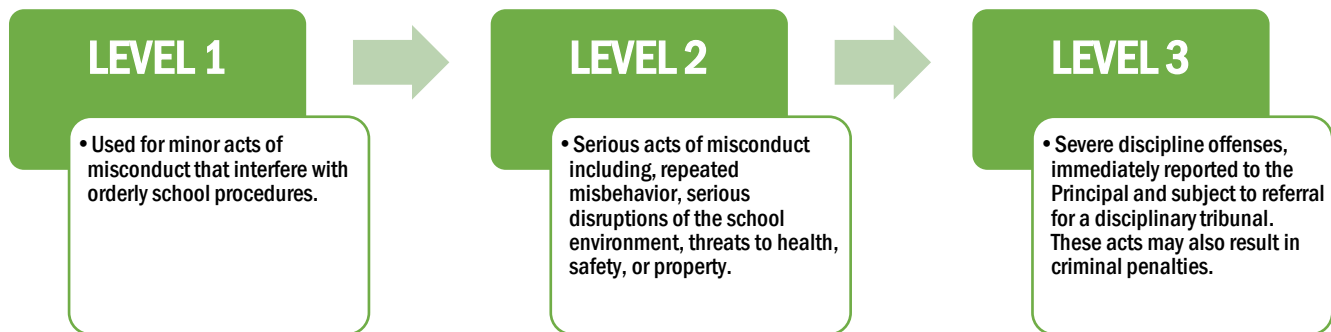 LEVEL 1
• Used for minor acts of
misconduct that interfere with
orderly school procedures.
LEVEL 2
• Serious acts of misconduct
including, repeated
misbehavior, serious
disruptions of the school
environment, threats to health,
safety, or property.
LEVEL 3
• Severe discipline offenses,
immediately reported to the
Principal and subject to referral
for a disciplinary tribunal.
These acts may also result in
criminal penalties.